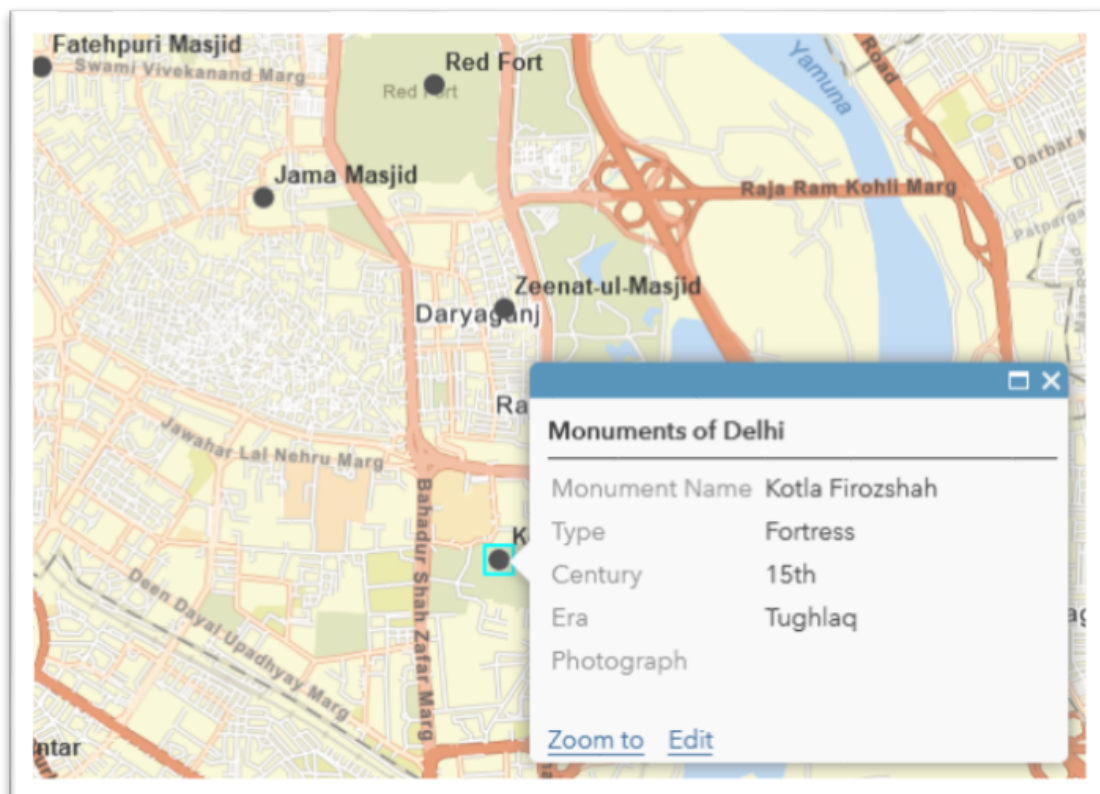 Fatehpuri Masjid
Swami Vivekanand Marg
Red Fort
Red Fort
Yamuna
Road
Jama Masjid
Darbar
Raja Ram Kohli Marg
Zeenat-ul-Masjid
Daryaganj
Main Road
Ra
Monuments of Delhi
Monument Name Kotla Firozshah
Type Fortress
Century 15th
Era Tughlaq
Photograph
Zoom to Edit
Jawahar Lal Nehru Marg
K
Bahadur Shah Zafar Marg
Deen Dayal Upadhyay Marg
ntar